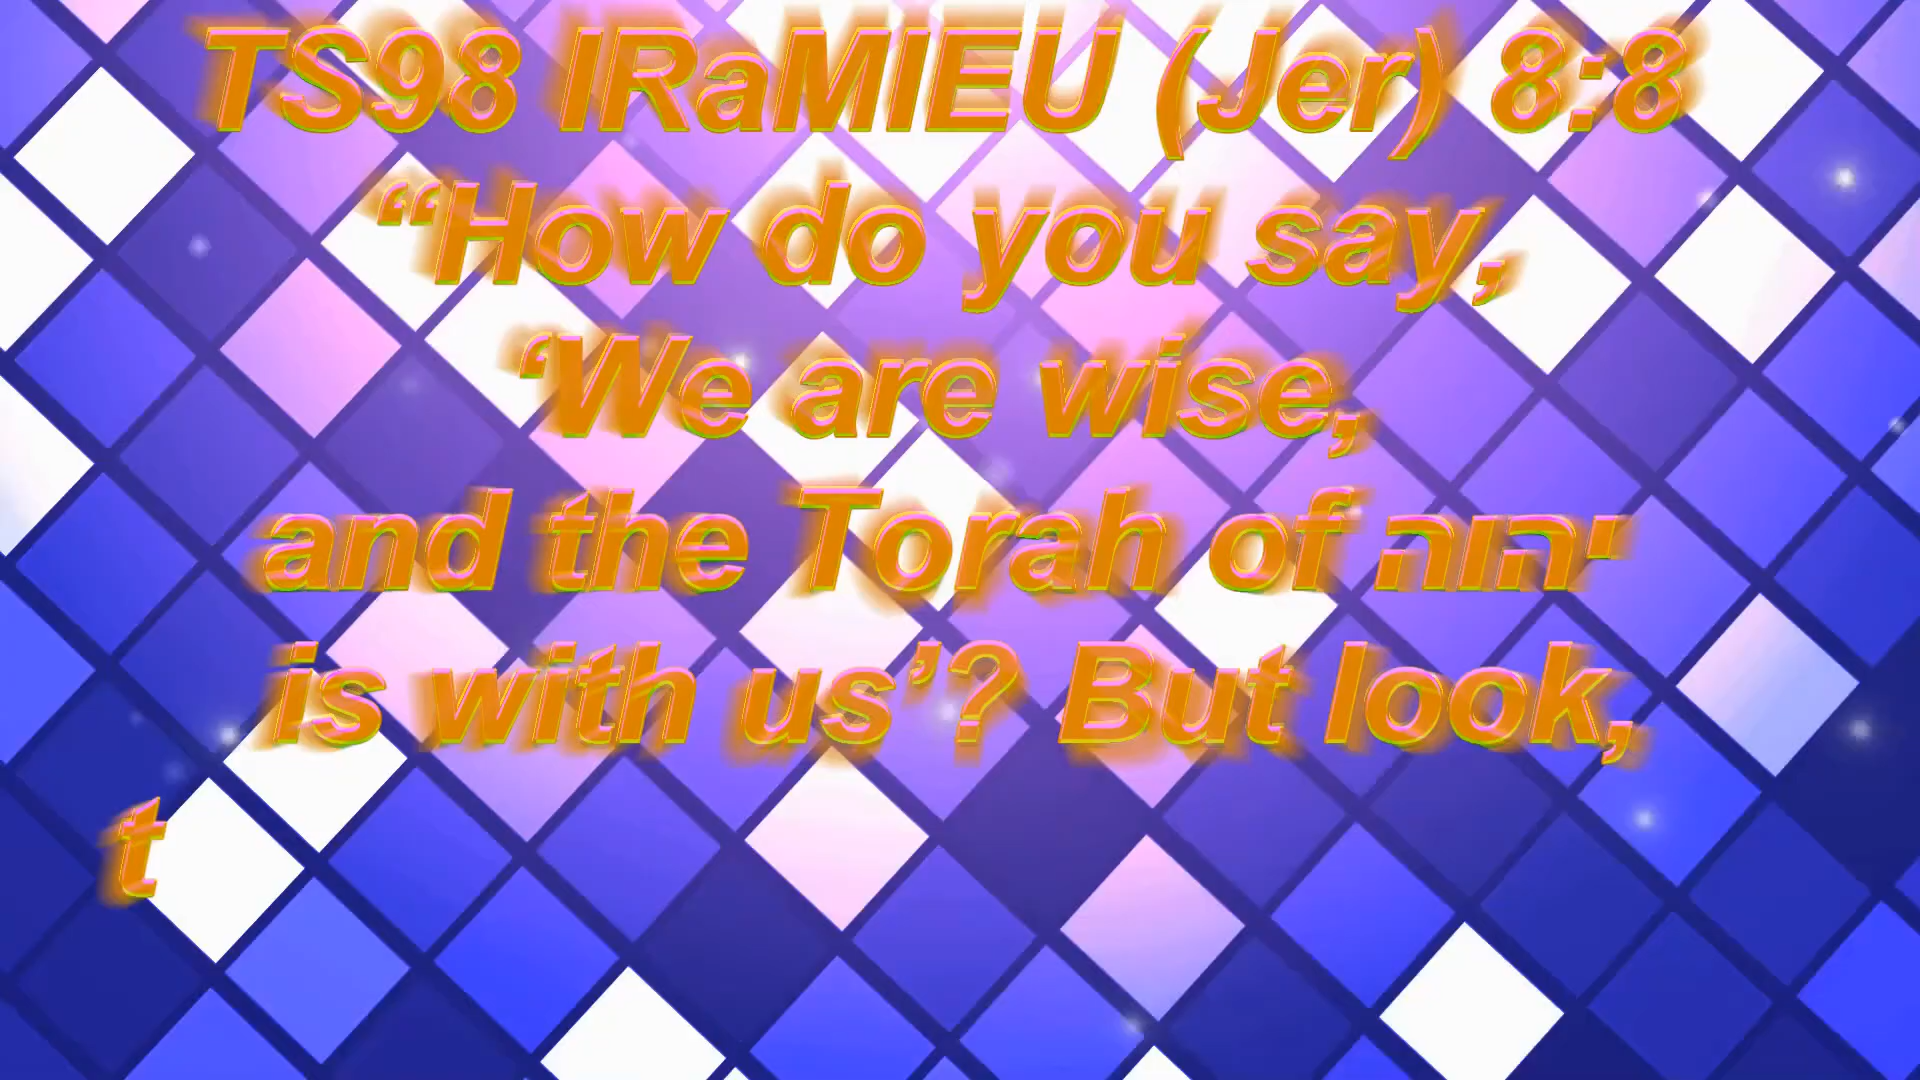 TS98 IRaMIEU (Jer) 8:8
“How do you say,
‘We are wise,
and the Torah of יהוה
is with us’? But look,
t